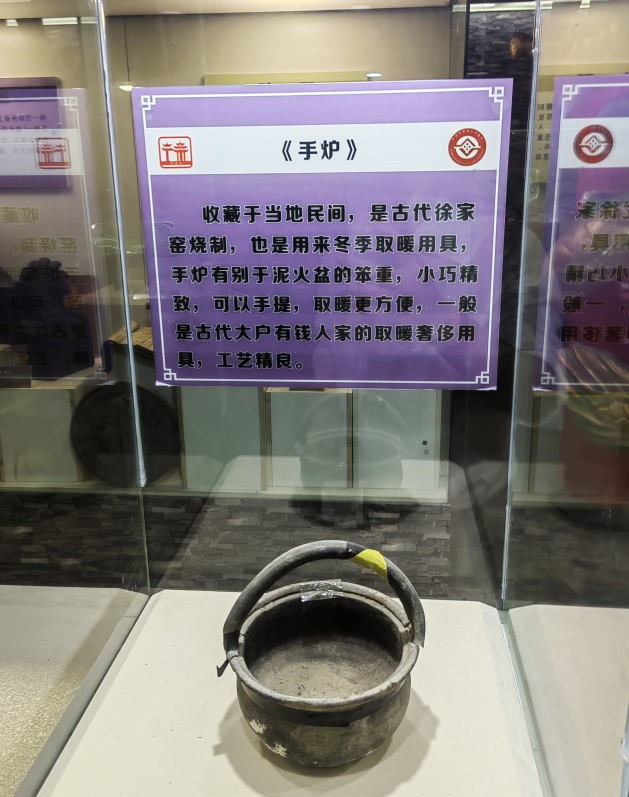 《手炉》
收藏于当地民间，是古代徐家
窑烧制，也是用来冬季取暖用具，
手炉有别于泥火盆的笨重，小巧精
致，可以手提，取暖更方便，一般
是古代大户有钱人家的取暖奢侈用
具，工艺精良。